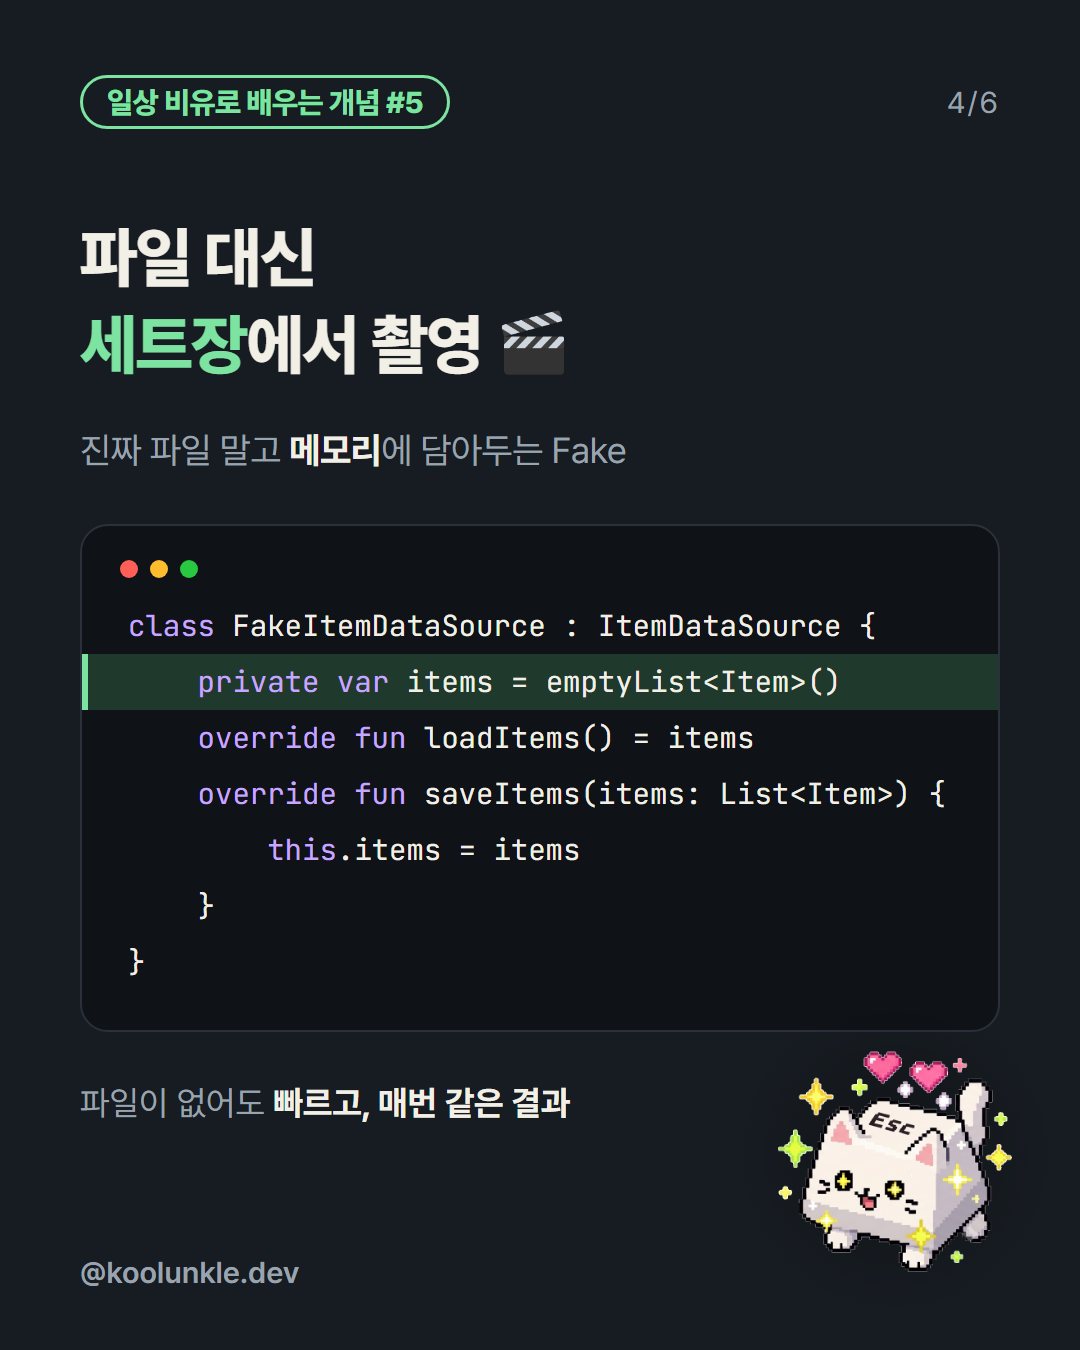 일상 비유로 배우는 개념 #5
4/6
파일 대신
세트장에서 촬영 🎬
진짜 파일 말고 메모리에 담아두는 Fake
class FakeItemDataSource : ItemDataSource {
    private var items = emptyList<Item>()
    override fun loadItems() = items
    override fun saveItems(items: List<Item>) {
        this.items = items
    }
}
파일이 없어도 빠르고, 매번 같은 결과
Esc
@koolunkle.dev